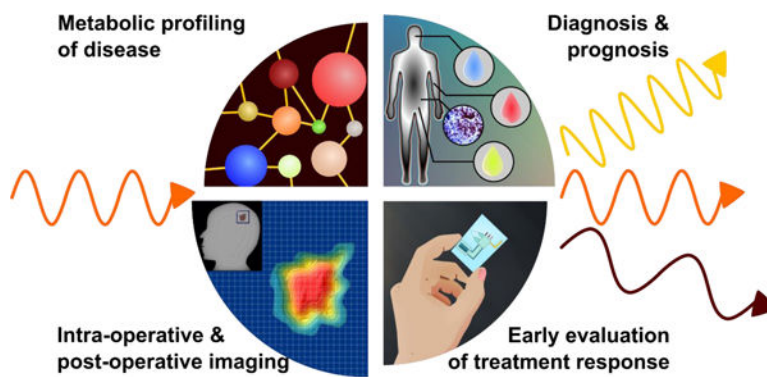 Metabolic profiling
of disease
Diagnosis &
prognosis
Intra-operative &
post-operative imaging
Early evaluation
of treatment response